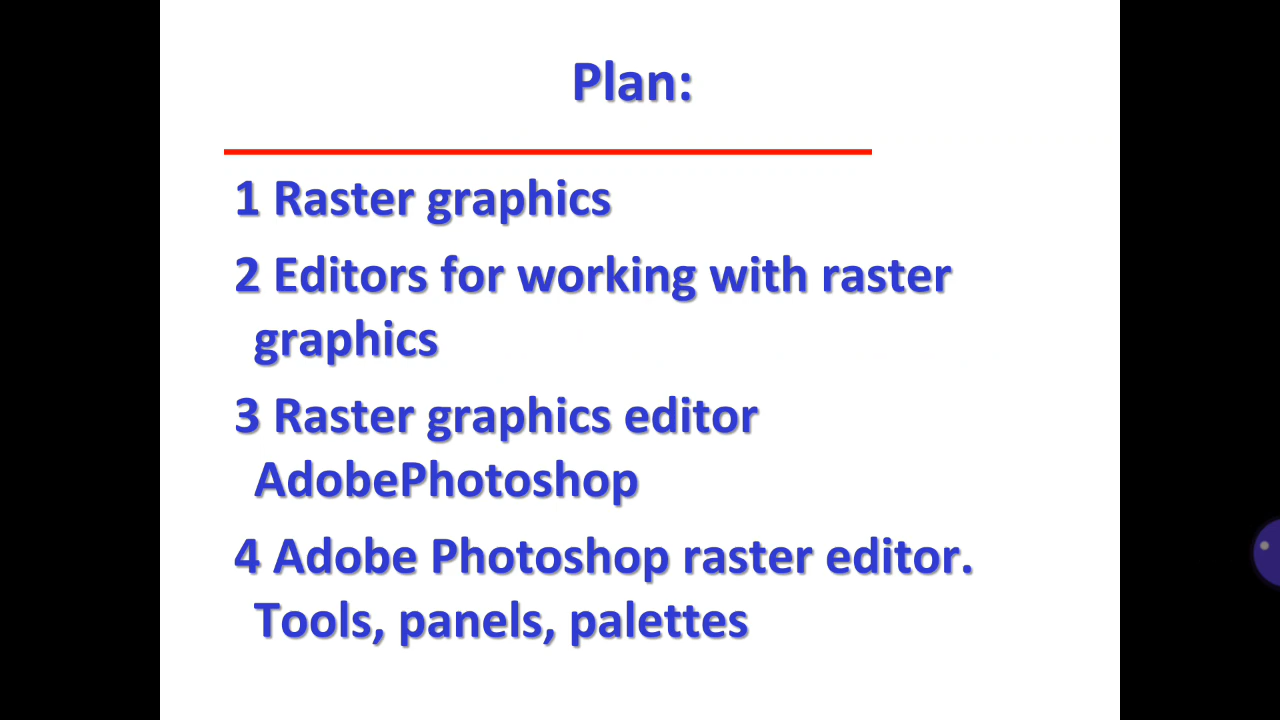 Plan:
1 Raster graphics
2 Editors for working with raster
graphics
3 Raster graphics editor
AdobePhotoshop
4 Adobe Photoshop raster editor.
Tools, panels, palettes